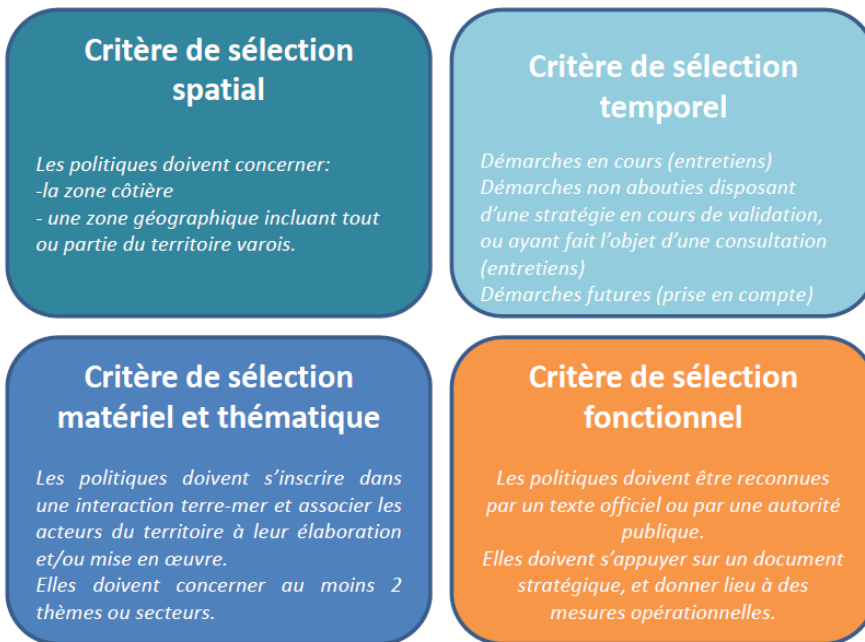 Critère de sélection
spatial
Les politiques doivent concerner:
-la zone côtière
- une zone géographique incluant tout
ou partie du territoire varois.
Critère de sélection
temporel
Démarches en cours (entretiens)
Démarches non abouties disposant
d'une stratégie en cours de validation,
ou ayant fait l'objet d'une consultation
(entretiens)
Démarches futures (prise en compte)
Critère de sélection
matériel et thématique
Les politiques doivent s'inscrire dans
une interaction terre-mer et associer les
acteurs du territoire à leur élaboration
et/ou mise en œuvre.
Elles doivent concerner au moins 2
thèmes ou secteurs.
Critère de sélection
fonctionnel
Les politiques doivent être reconnues
par un texte officiel ou par une autorité
publique.
Elles doivent s'appuyer sur un document
stratégique, et donner lieu à des
mesures opérationnelles.